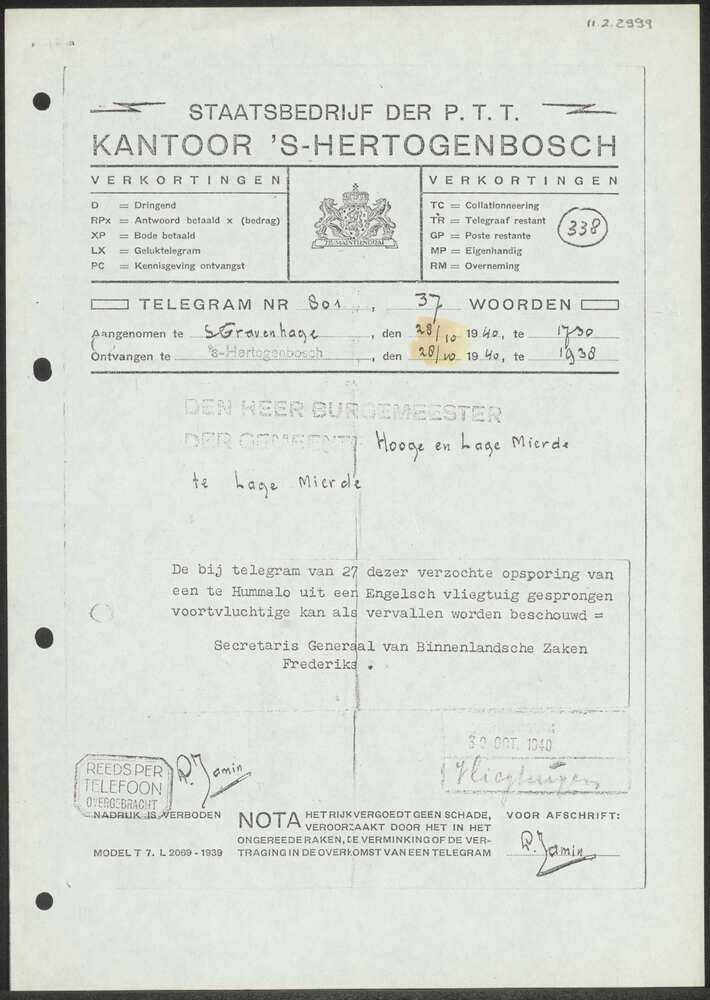 11.2.2999
STAATSBEDRIJF DER P.T.T.
KANTOOR 'S-HERTOGENBOSCH
VERKORTINGEN
D = Dringend
RPx = Antwoord betaald x (bedrag)
XP = Bode betaald
LX = Geluktelegram
PC = Kennisgeving ontvangst
VERKORTINGEN
TC = Collationneering
TR = Telegraaf restant
GP = Poste restante
MP = Eigenhandig
RM = Overneming
338
TELEGRAM NR 801, 37 WOORDEN
Aangenomen te s Gravenhage, den 28/10 1940, te 1730
Ontvangen te 's-Hertogenbosch, den 28/10 1940, te 1938
DEN HEER BURGEMEESTER
DER GEMEENTE Hooge en Lage Mierde
te Lage Mierde
De bij telegram van 27 dezer verzochte opsporing van
een te Hummelo uit een Engelsch vliegtuig gesprongen
voortvluchtige kan als vervallen worden beschouwd =
Secretaris Generaal van Binnenlandsche Zaken
Frederiks.
30 OCT. 1940
REEDS PER
TELEFOON
OVERGEBRACHT
R. Jamin
NADRUK IS VERBODEN
MODEL T 7. L 2069 - 1939
NOTA HET RIJK VERGOEDT GEEN SCHADE,
VEROORZAAKT DOOR HET IN HET
ONGEREEDE RAKEN, DE VERMINKING OF DE VER-
TRAGING IN DE OVERKOMST VAN EEN TELEGRAM
VOOR AFSCHRIFT:
R. Jamin